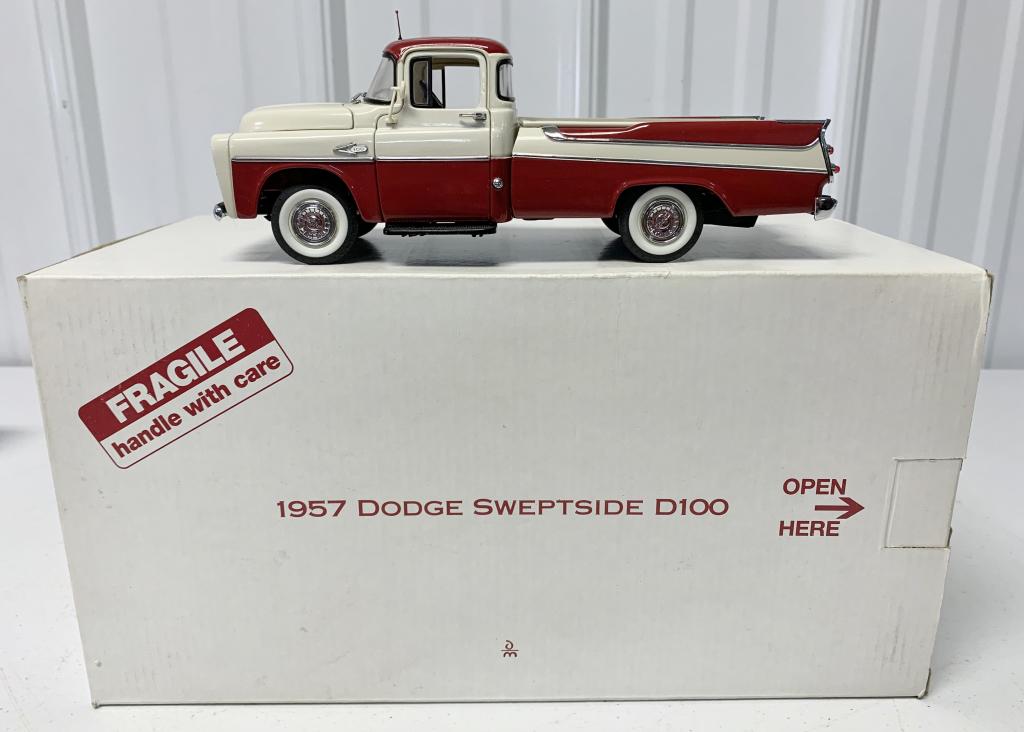 FRAGILE
handle with care
1957 DODGE SWEPTSIDE D100
OPEN
HERE